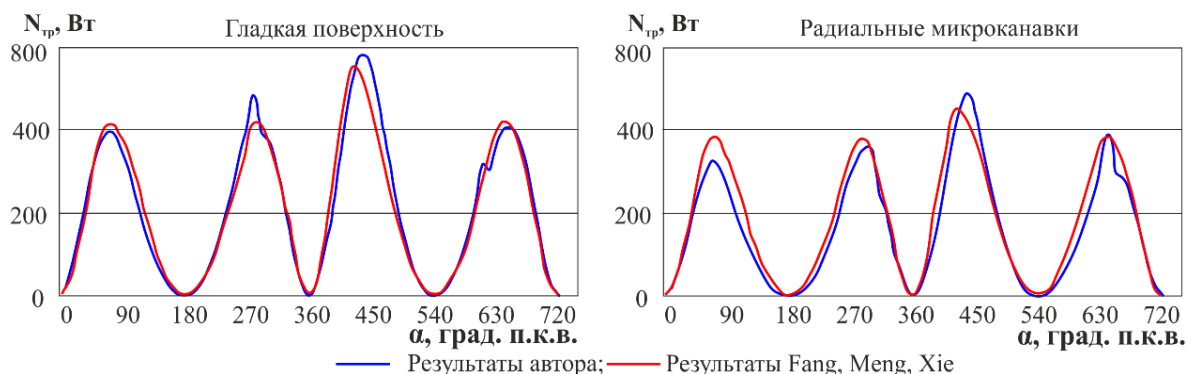 Nтр, Вт
Гладкая поверхность
800
400
200
0
0 90 180 270 360 450 540 630 720
α, град. п.к.в.
Nтр, Вт
Радиальные микроканавки
800
400
200
0
0 90 180 270 360 450 540 630 720
α, град. п.к.в.
Результаты автора; Результаты Fang, Meng, Xie